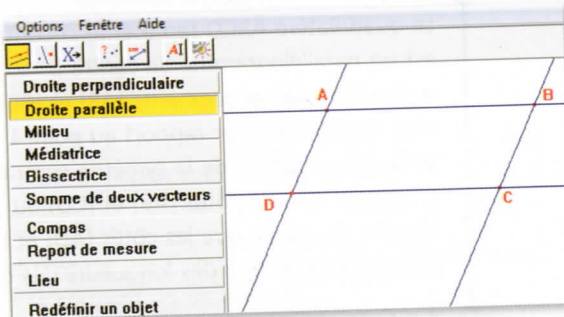 Options Fenêtre Aide
X
?
AI
Droite perpendiculaire
Droite parallèle
Milieu
Médiatrice
Bissectrice
Somme de deux vecteurs
Compas
Report de mesure
Lieu
Redéfinir un objet
A B
D C